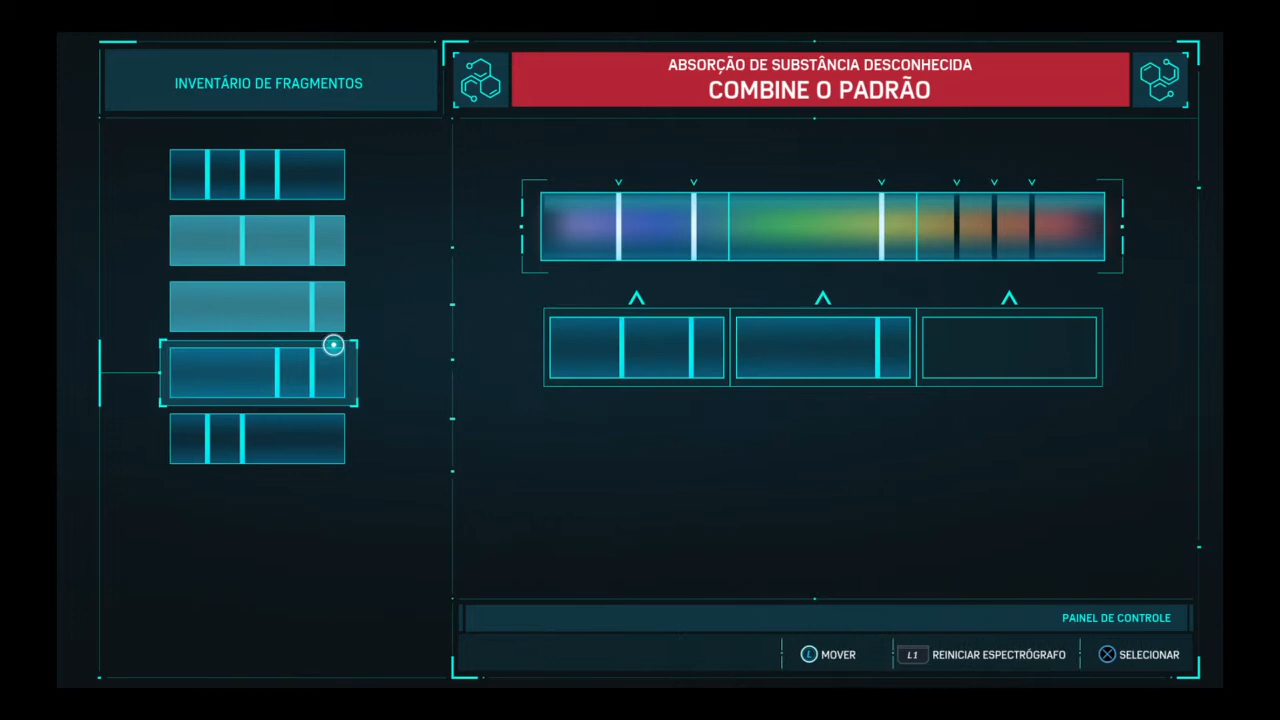 INVENTÁRIO DE FRAGMENTOS
ABSORÇÃO DE SUBSTÂNCIA DESCONHECIDA
COMBINE O PADRÃO
PAINEL DE CONTROLE
L MOVER
L1 REINICIAR ESPECTRÓGRAFO
SELECIONAR